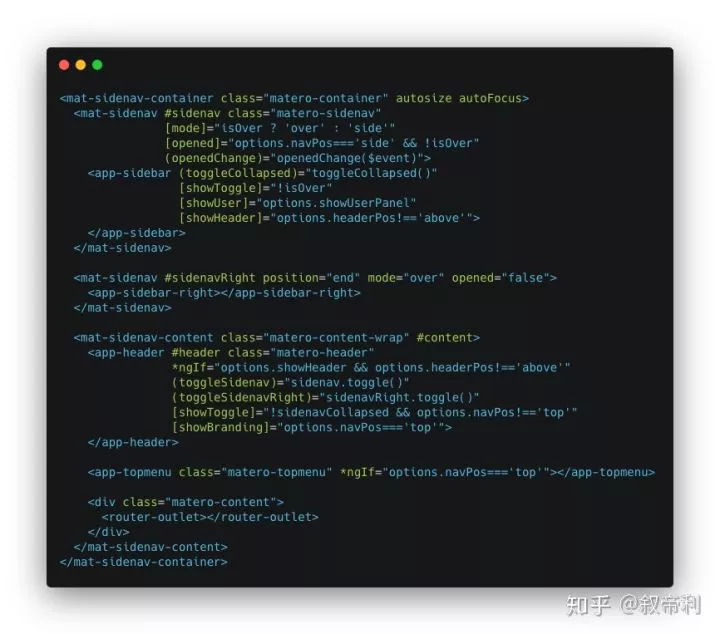 <mat-sidenav-container class="matero-container" autosize autoFocus>
  <mat-sidenav #sidenav class="matero-sidenav"
               [mode]="isOver ? 'over' : 'side'"
               [opened]="options.navPos==='side' && !isOver"
               (openedChange)="openedChange($event)">
    <app-sidebar (toggleCollapsed)="toggleCollapsed()"
                 [showToggle]="!isOver"
                 [showUser]="options.showUserPanel"
                 [showHeader]="options.headerPos!=='above'">
    </app-sidebar>
  </mat-sidenav>

  <mat-sidenav #sidenavRight position="end" mode="over" opened="false">
    <app-sidebar-right></app-sidebar-right>
  </mat-sidenav>

  <mat-sidenav-content class="matero-content-wrap" #content>
    <app-header #header class="matero-header"
                *ngIf="options.showHeader && options.headerPos!=='above'"
                (toggleSidenav)="sidenav.toggle()"
                (toggleSidenavRight)="sidenavRight.toggle()"
                [showToggle]="!sidenavCollapsed && options.navPos!=='top'"
                [showBranding]="options.navPos==='top'">
    </app-header>

    <app-topmenu class="matero-topmenu" *ngIf="options.navPos==='top'"></app-topmenu>

    <div class="matero-content">
      <router-outlet></router-outlet>
    </div>
  </mat-sidenav-content>
</mat-sidenav-container>
知乎 @叙帝利